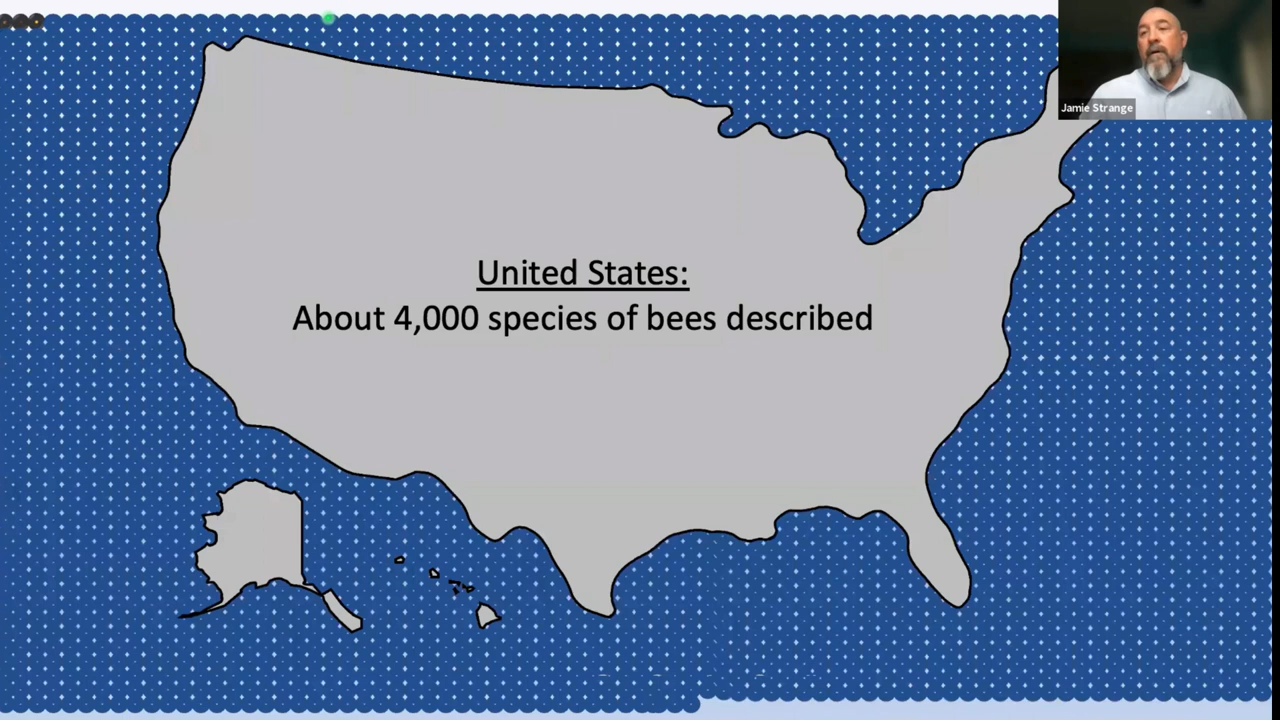 Jamie Strange
United States:
About 4,000 species of bees described